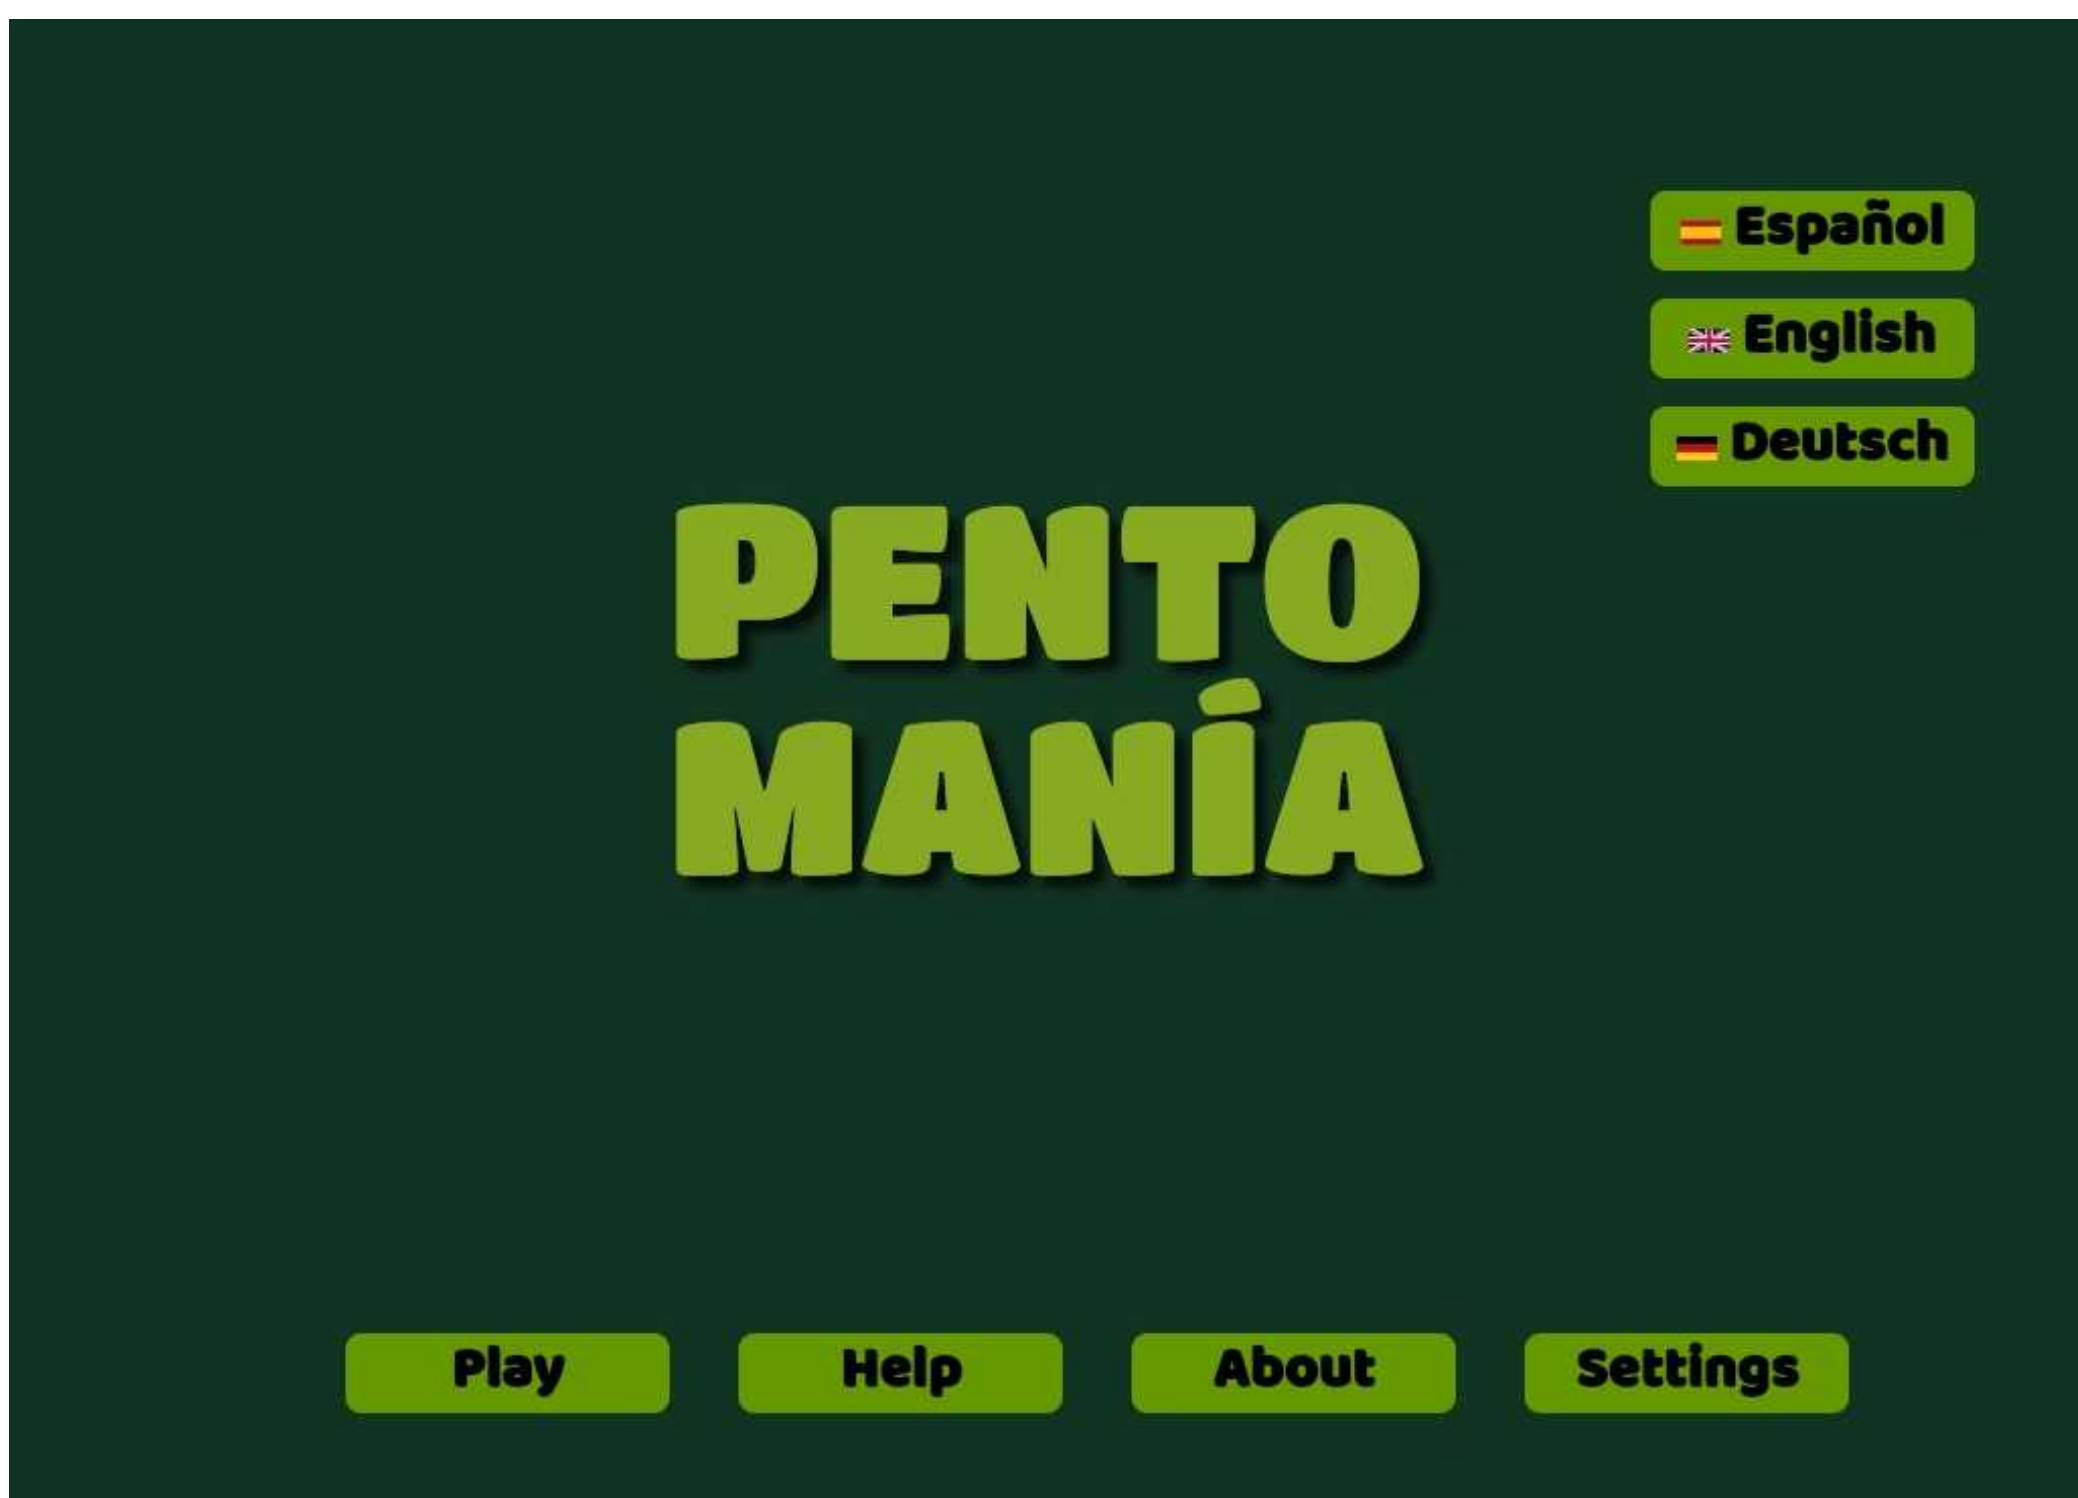 Español
English
Deutsch
PENTO
MANÍA
Play
Help
About
Settings